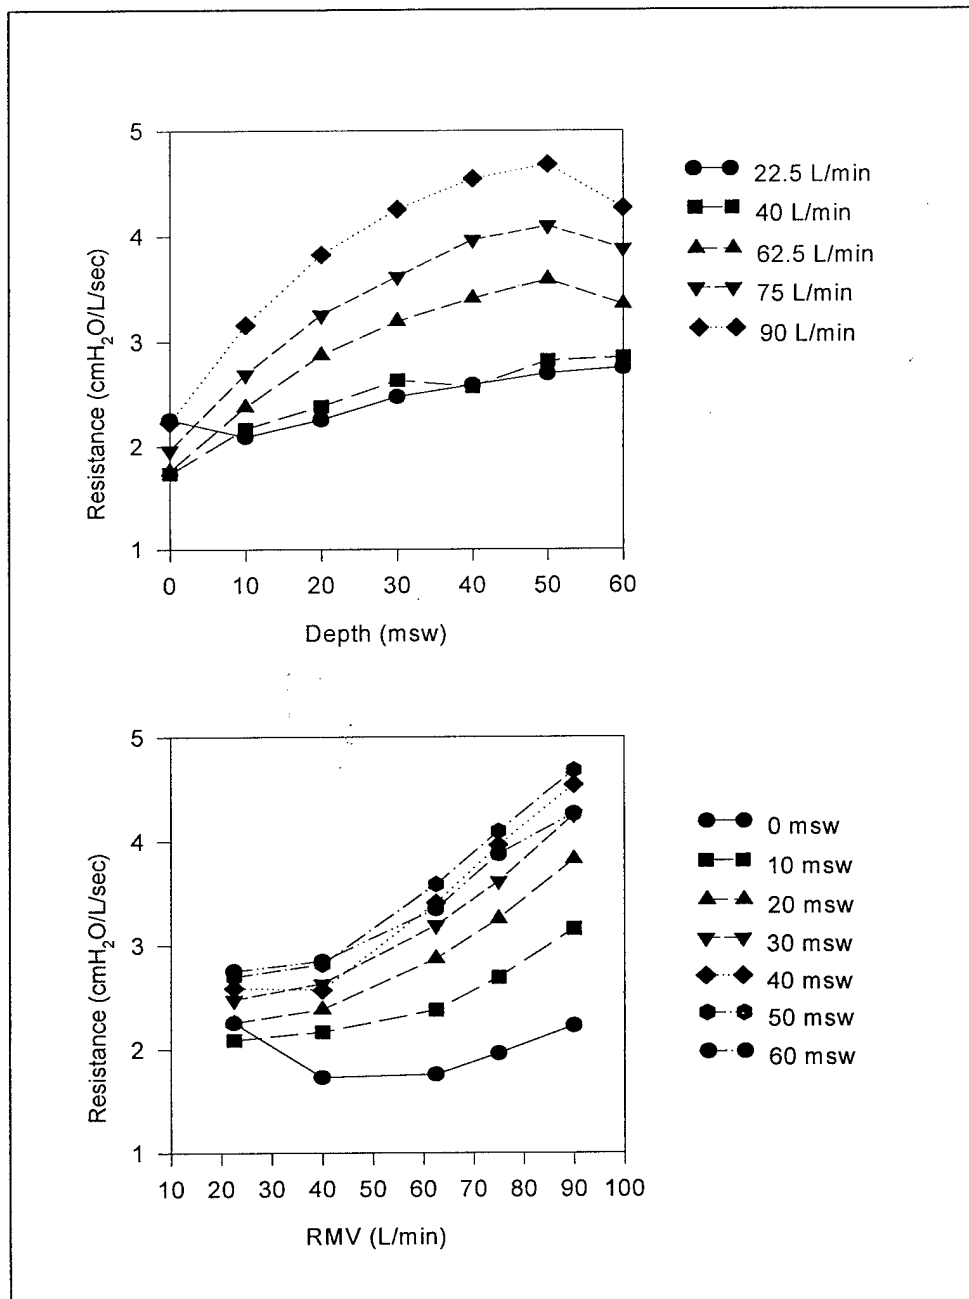 5
4
3
2
1
Resistance (cmH₂O/L/sec)
0 10 20 30 40 50 60
Depth (msw)
22.5 L/min
40 L/min
62.5 L/min
75 L/min
90 L/min
5
4
3
2
1
Resistance (cmH₂O/L/sec)
10 20 30 40 50 60 70 80 90 100
RMV (L/min)
0 msw
10 msw
20 msw
30 msw
40 msw
50 msw
60 msw